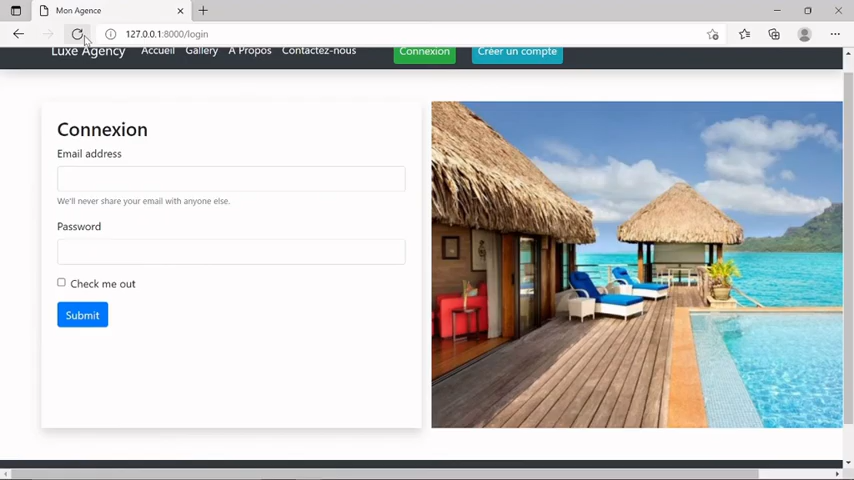 Mon Agence
127.0.0.1:8000/login
Luxe Agency Accueil Gallery A Propos Contactez-nous Connexion Créer un compte
Connexion
Email address
We'll never share your email with anyone else.
Password
Check me out
Submit